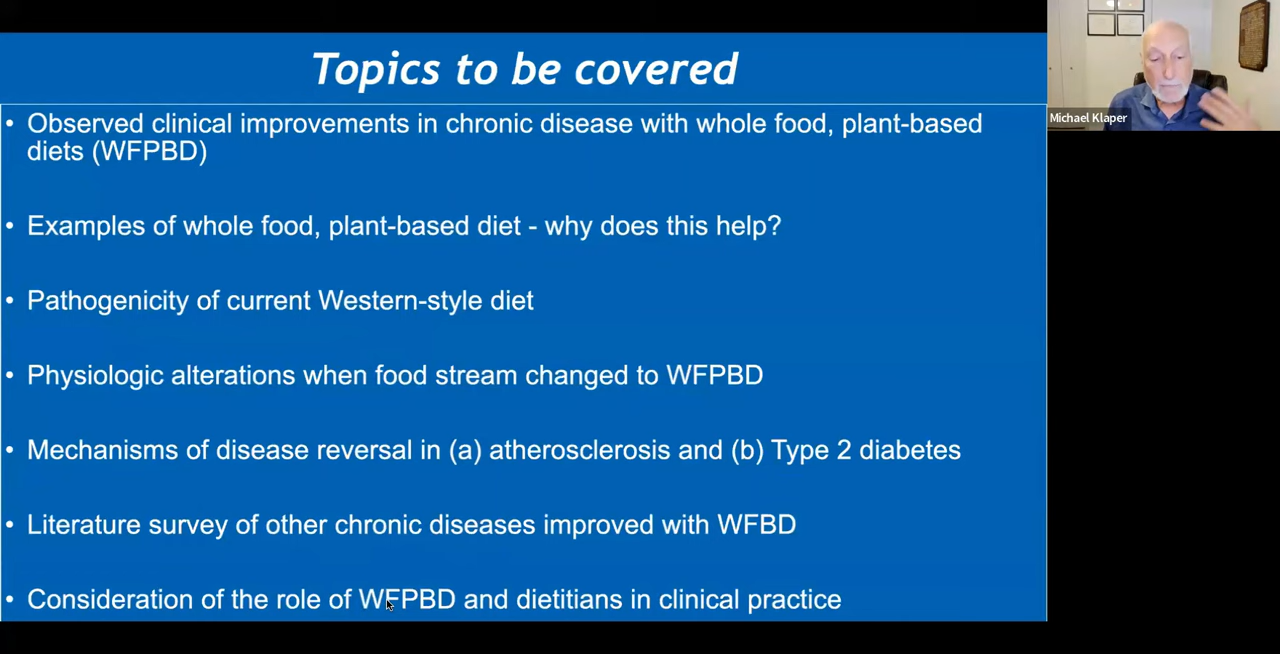 Topics to be covered
• Observed clinical improvements in chronic disease with whole food, plant-based
diets (WFPBD)
• Examples of whole food, plant-based diet - why does this help?
• Pathogenicity of current Western-style diet
• Physiologic alterations when food stream changed to WFPBD
• Mechanisms of disease reversal in (a) atherosclerosis and (b) Type 2 diabetes
• Literature survey of other chronic diseases improved with WFBD
• Consideration of the role of WFPBD and dietitians in clinical practice
Michael Klaper